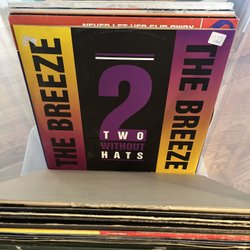 NEVER LET HER SLIP AWAY
THE BREEZE
2
TWO
WITHOUT
HATS
THE BREEZE